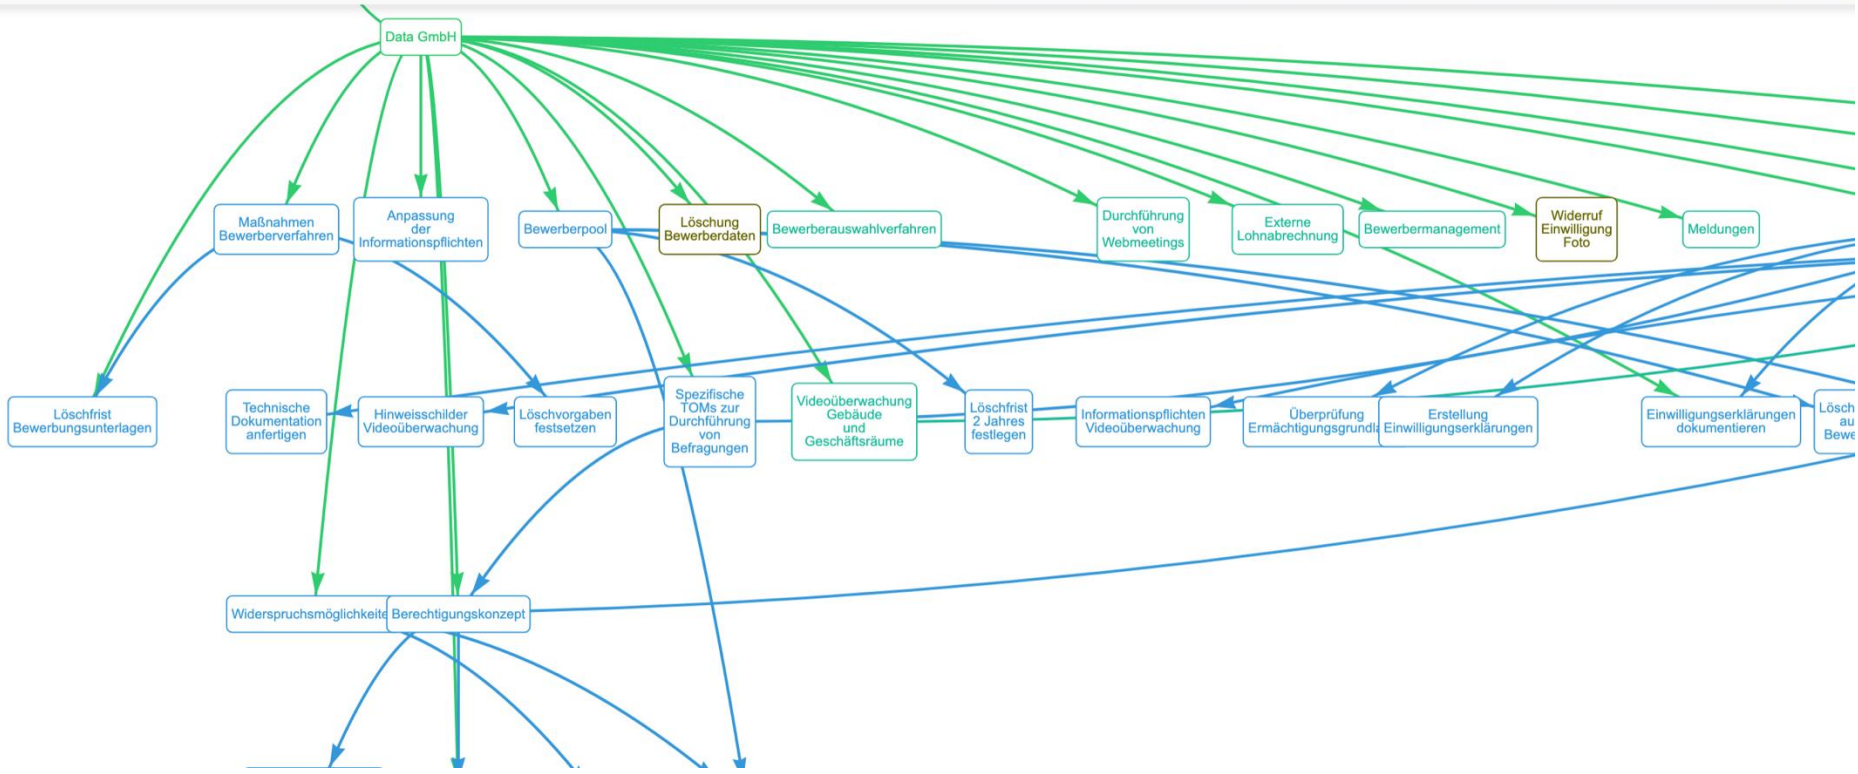 Data GmbH
Maßnahmen
Bewerberverfahren
Anpassung
der
Informationspflichten
Bewerberpool
Löschung
Bewerberdaten
Bewerberauswahlverfahren
Durchführung
von
Webmeetings
Externe
Lohnabrechnung
Bewerbermanagement
Widerruf
Einwilligung
Foto
Meldungen
Löschfrist
Bewerbungsunterlagen
Technische
Dokumentation
anfertigen
Hinweisschilder
Videoüberwachung
Löschvorgaben
festsetzen
Spezifische
TOMs zur
Durchführung
von
Befragungen
Videoüberwachung
Gebäude
und
Geschäftsräume
Löschfrist
2 Jahres
festlegen
Informationspflichten
Videoüberwachung
Überprüfung
Erstellung
Einwilligungserklärungen
Einwilligungserklärungen
dokumentieren
Berechtigungskonzept